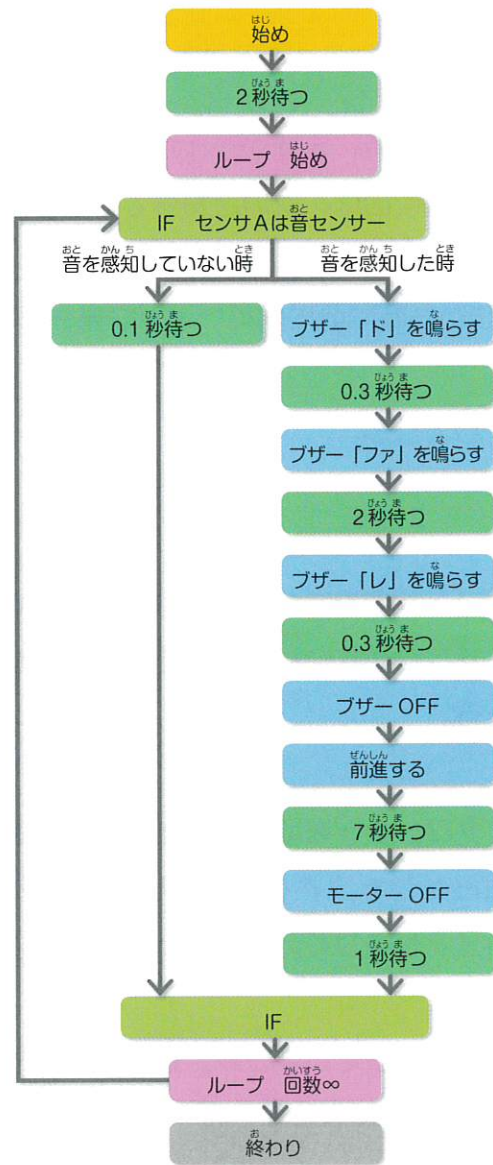 始め
2秒待つ
ループ 始め
IF センサAは音センサー
音を感知していない時
音を感知した時
0.1秒待つ
ブザー「ド」を鳴らす
0.3秒待つ
ブザー「ファ」を鳴らす
2秒待つ
ブザー「レ」を鳴らす
0.3秒待つ
ブザーOFF
前進する
7秒待つ
モーターOFF
1秒待つ
IF
ループ 回数∞
終わり